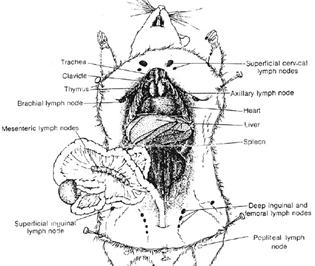 Trachea
Clavide
Thymus
Brachial lymph node
Mesenteric lymph nodes
Superficial inguinal
lymph node
Superficial cervical
lymph nodes
Axillary lymph node
Heart
Liver
Spleen
Deep inguinal and
femoral lymph nodes
Popliteal lymph
node